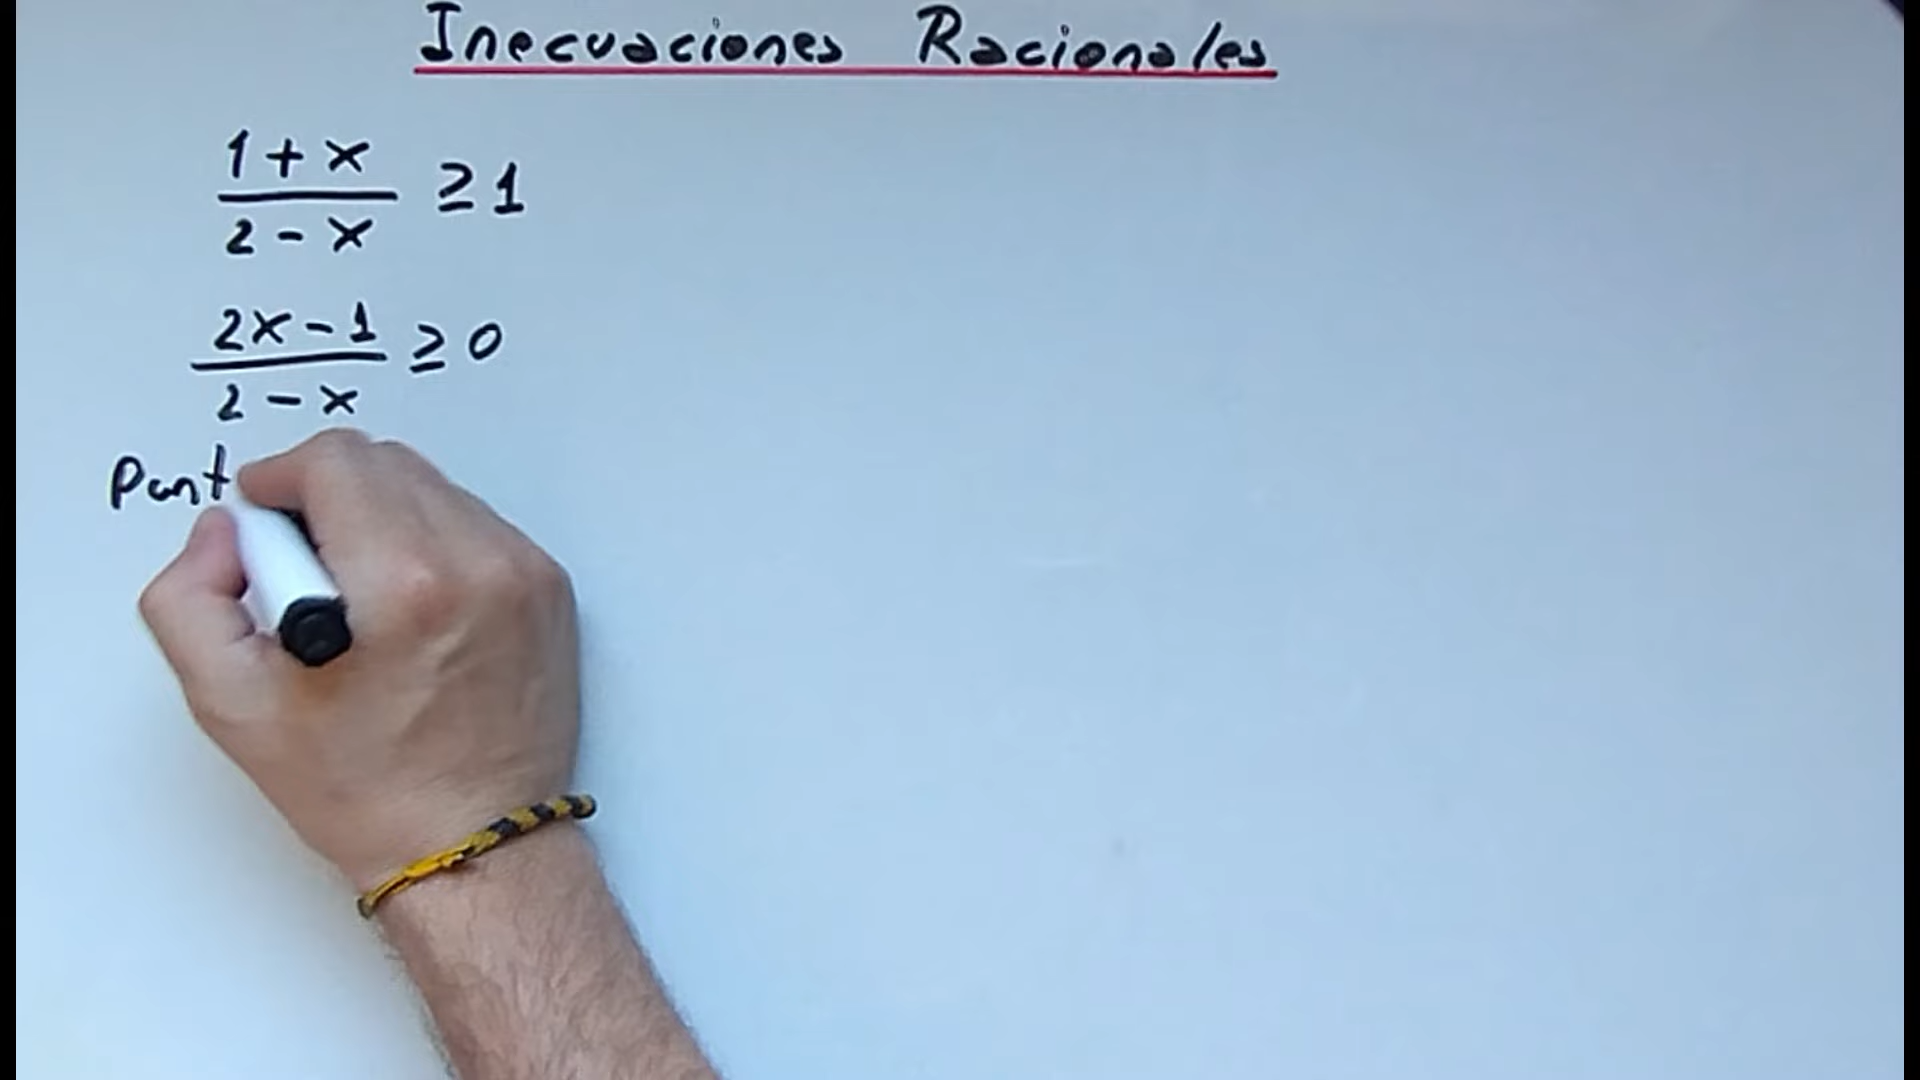 Inecuaciones Racionales
1 + x
2 - x
≥ 1
2x - 1
2 - x
≥ 0
Punt